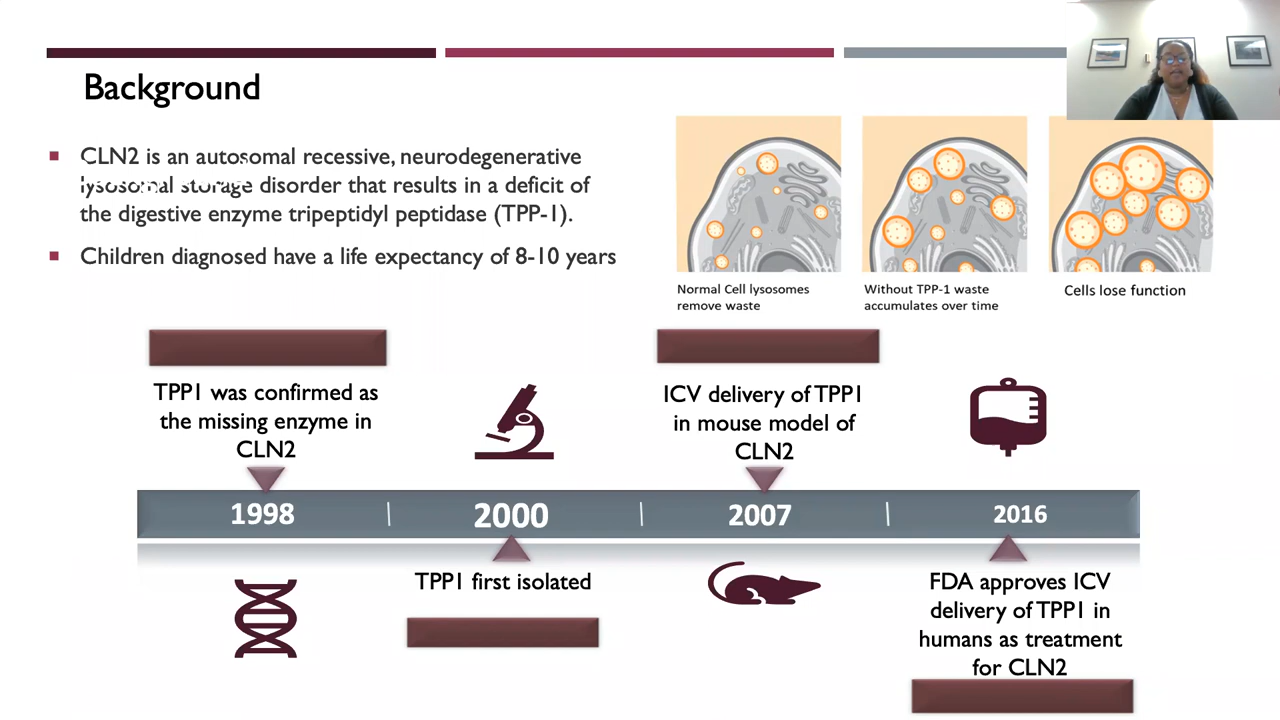 Background
CLN2 is an autosomal recessive, neurodegenerative
lysosomal storage disorder that results in a deficit of
the digestive enzyme tripeptidyl peptidase (TPP-1).
Children diagnosed have a life expectancy of 8-10 years
Normal Cell lysosomes
remove waste
Without TPP-1 waste
accumulates over time
Cells lose function
TPP1 was confirmed as
the missing enzyme in
CLN2
ICV delivery of TPP1
in mouse model of
CLN2
1998
2000
2007
2016
TPP1 first isolated
FDA approves ICV
delivery of TPP1 in
humans as treatment
for CLN2